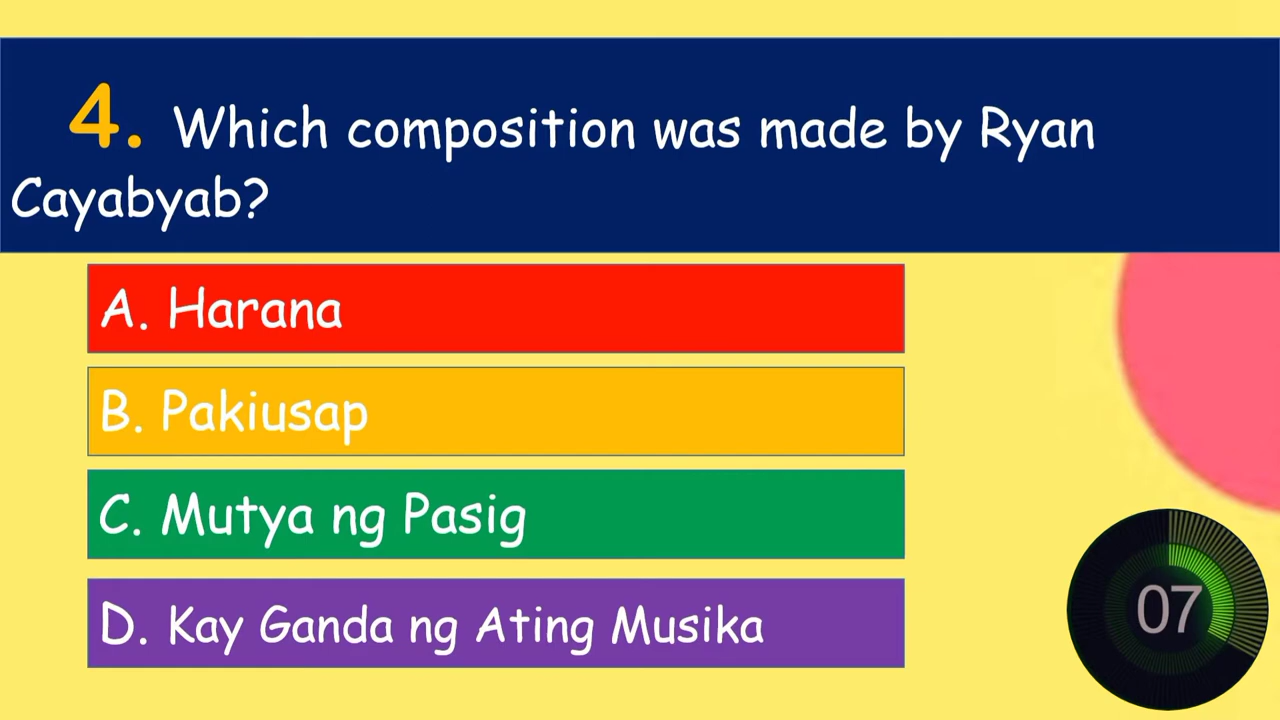 4. Which composition was made by Ryan
Cayabyab?
A. Harana
B. Pakiusap
C. Mutya ng Pasig
D. Kay Ganda ng Ating Musika
07